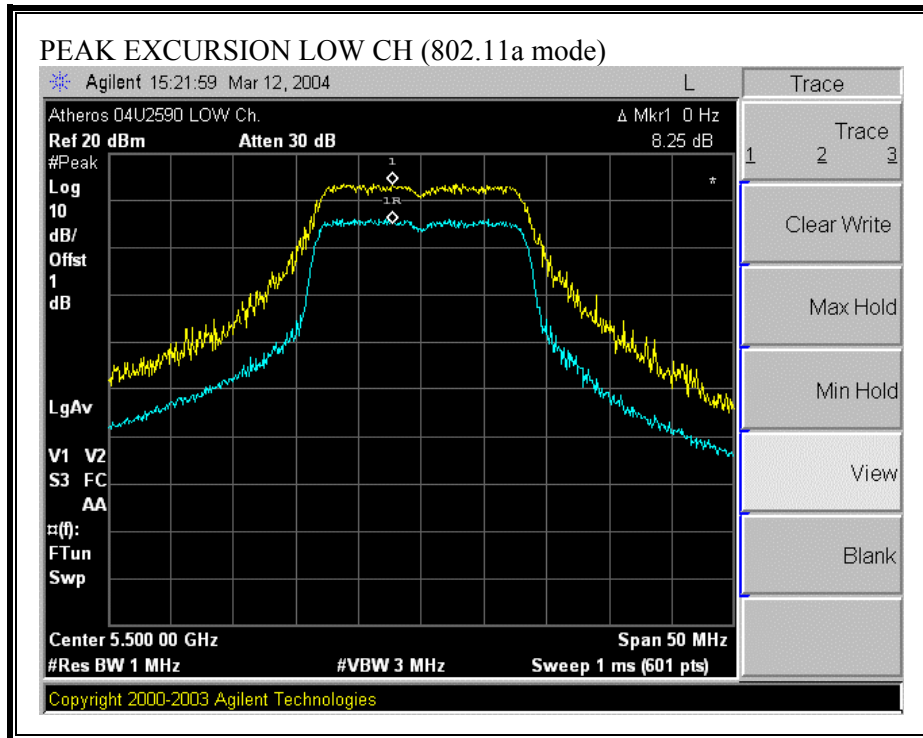 PEAK EXCURSION LOW CH (802.11a mode)
Agilent 15:21:59 Mar 12, 2004 L
Trace
Atheros 04U2590 LOW Ch.
Δ Mkr1 0 Hz
Ref 20 dBm Atten 30 dB 8.25 dB
#Peak
Log
10
dB/
Offst
1
dB
LgAv
V1 V2
S3 FC
AA
¤(f):
FTun
Swp
1
1R
*
Center 5.500 00 GHz Span 50 MHz
#Res BW 1 MHz #VBW 3 MHz Sweep 1 ms (601 pts)
Copyright 2000-2003 Agilent Technologies
Trace
1 2 3
Clear Write
Max Hold
Min Hold
View
Blank